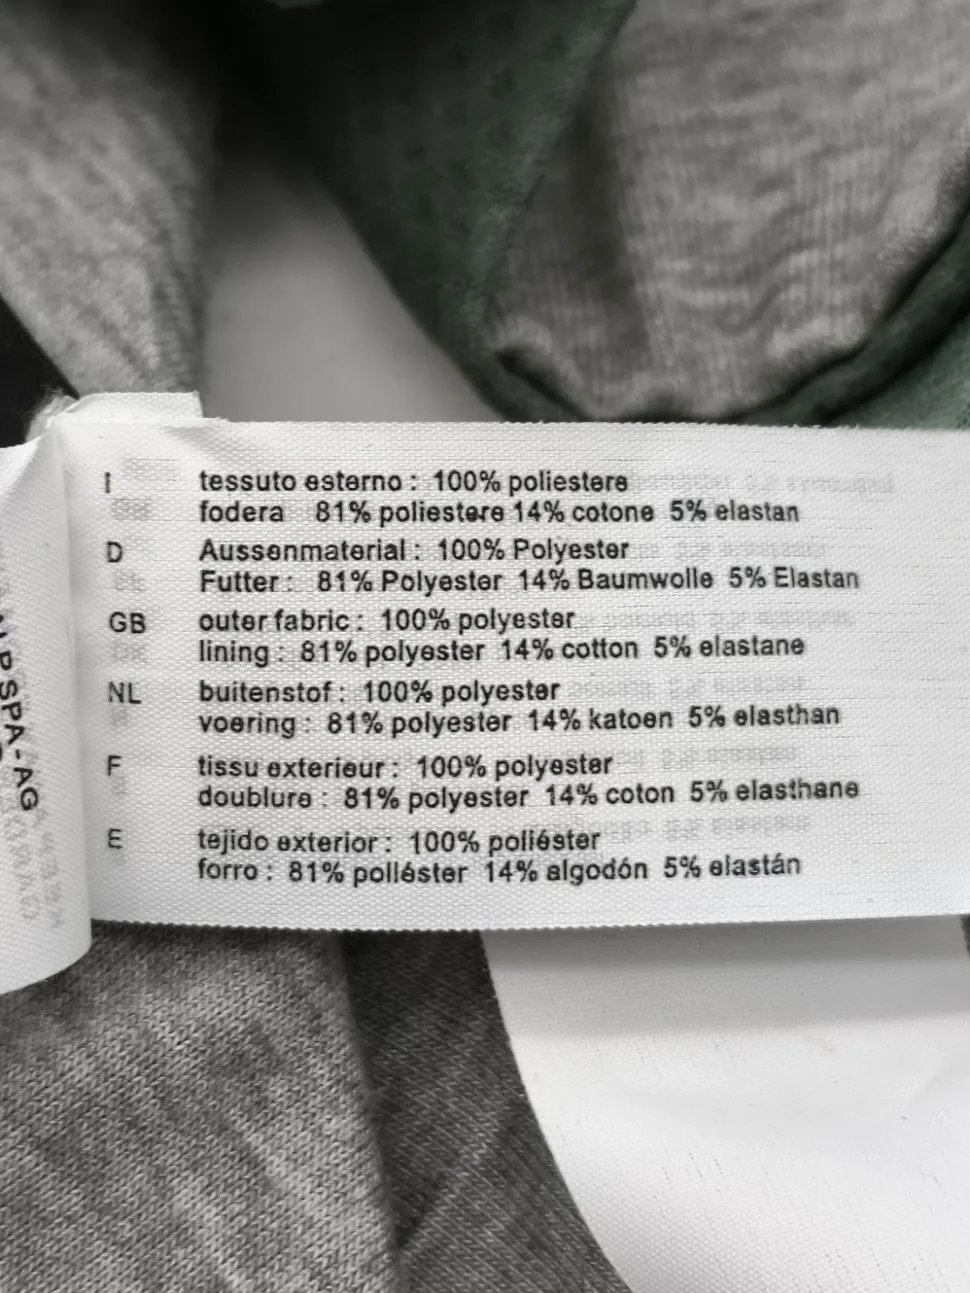 I tessuto esterno : 100% poliestere
fodera 81% poliestere 14% cotone 5% elastan
D Aussenmaterial : 100% Polyester
Futter : 81% Polyester 14% Baumwolle 5% Elastan
GB outer fabric : 100% polyester
lining : 81% polyester 14% cotton 5% elastane
NL buitenstof : 100% polyester
voering : 81% polyester 14% katoen 5% elasthan
F tissu exterieur : 100% polyester
doublure : 81% polyester 14% coton 5% elasthane
E tejido exterior : 100% poliéster
forro : 81% poliéster 14% algodón 5% elastán
SPA-AG